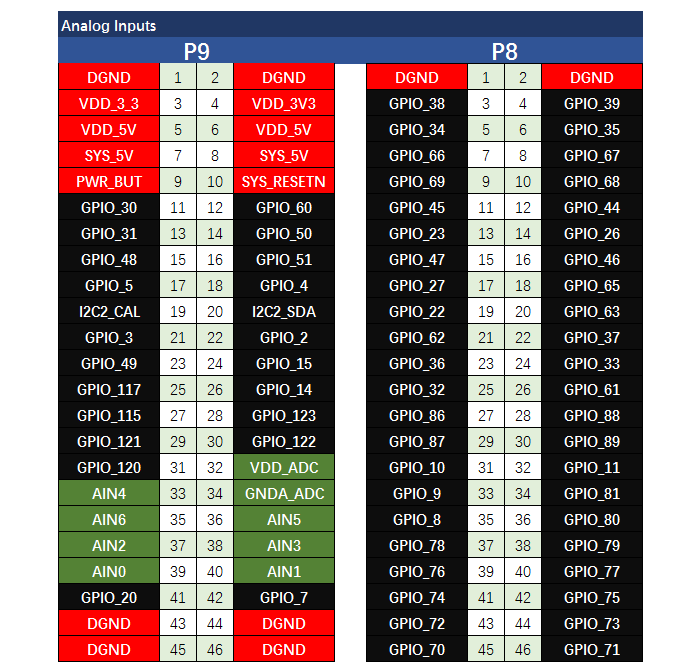 Analog Inputs
P9 P8
DGND 1 2 DGND DGND 1 2 DGND
VDD_3_3 3 4 VDD_3V3 GPIO_38 3 4 GPIO_39
VDD_5V 5 6 VDD_5V GPIO_34 5 6 GPIO_35
SYS_5V 7 8 SYS_5V GPIO_66 7 8 GPIO_67
PWR_BUT 9 10 SYS_RESETN GPIO_69 9 10 GPIO_68
GPIO_30 11 12 GPIO_60 GPIO_45 11 12 GPIO_44
GPIO_31 13 14 GPIO_50 GPIO_23 13 14 GPIO_26
GPIO_48 15 16 GPIO_51 GPIO_47 15 16 GPIO_46
GPIO_5 17 18 GPIO_4 GPIO_27 17 18 GPIO_65
I2C2_CAL 19 20 I2C2_SDA GPIO_22 19 20 GPIO_63
GPIO_3 21 22 GPIO_2 GPIO_62 21 22 GPIO_37
GPIO_49 23 24 GPIO_15 GPIO_36 23 24 GPIO_33
GPIO_117 25 26 GPIO_14 GPIO_32 25 26 GPIO_61
GPIO_115 27 28 GPIO_123 GPIO_86 27 28 GPIO_88
GPIO_121 29 30 GPIO_122 GPIO_87 29 30 GPIO_89
GPIO_120 31 32 VDD_ADC GPIO_10 31 32 GPIO_11
AIN4 33 34 GNDA_ADC GPIO_9 33 34 GPIO_81
AIN6 35 36 AIN5 GPIO_8 35 36 GPIO_80
AIN2 37 38 AIN3 GPIO_78 37 38 GPIO_79
AIN0 39 40 AIN1 GPIO_76 39 40 GPIO_77
GPIO_20 41 42 GPIO_7 GPIO_74 41 42 GPIO_75
DGND 43 44 DGND GPIO_72 43 44 GPIO_73
DGND 45 46 DGND GPIO_70 45 46 GPIO_71